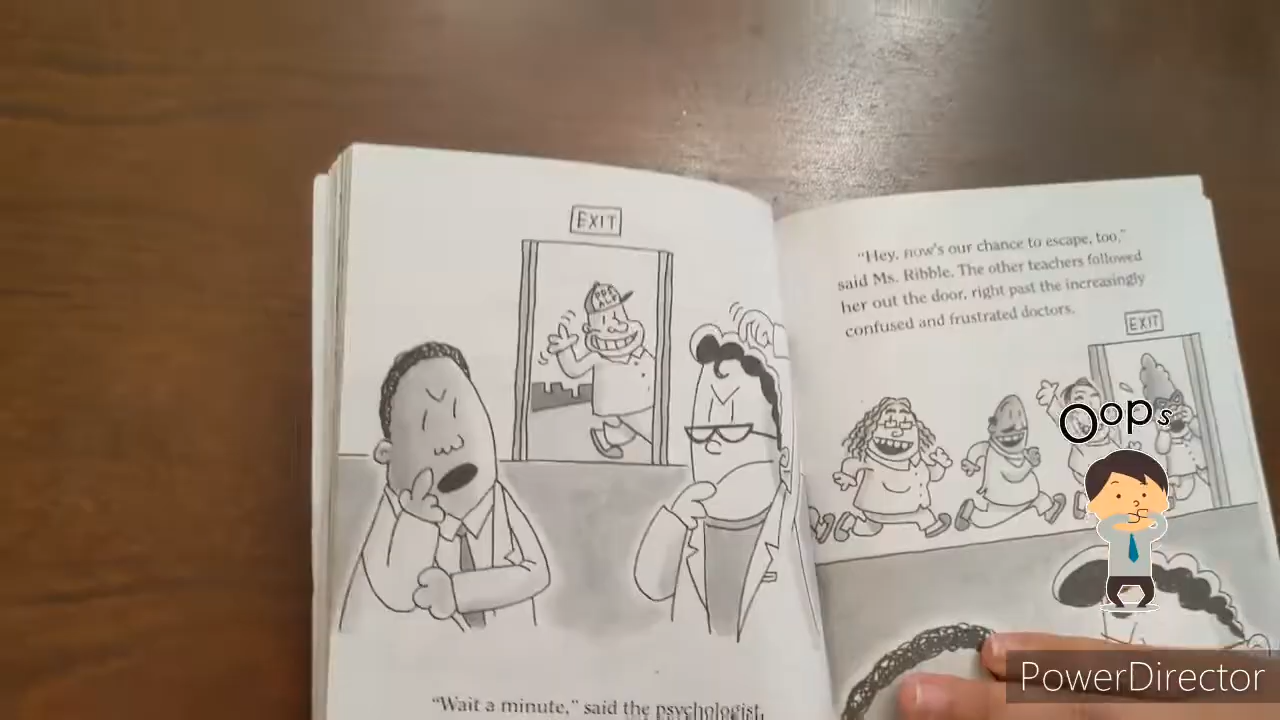 EXIT
"Wait a minute," said the psychologist.
"Hey, now's our chance to escape, too,"
said Ms. Ribble. The other teachers followed
her out the door, right past the increasingly
confused and frustrated doctors.
EXIT
Oops
PowerDirector